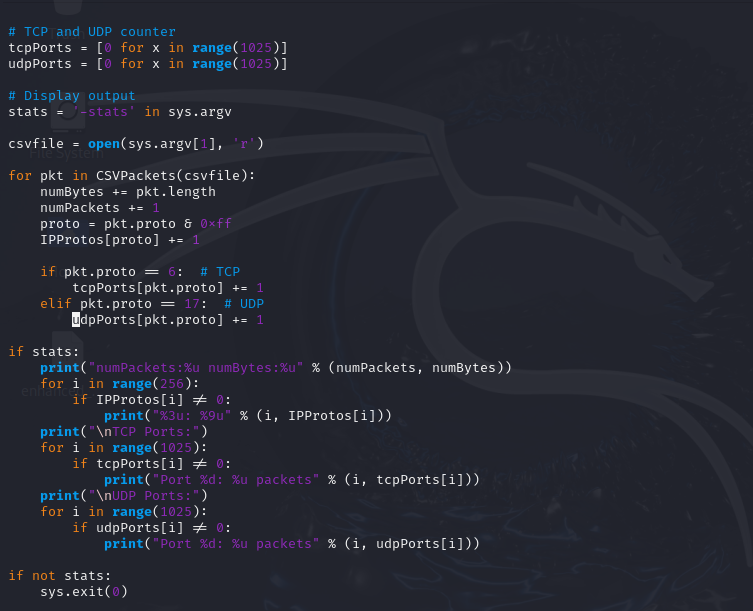 # TCP and UDP counter
tcpPorts = [0 for x in range(1025)]
udpPorts = [0 for x in range(1025)]

# Display output
stats = '-stats' in sys.argv

csvfile = open(sys.argv[1], 'r')
File System

for pkt in CSVPackets(csvfile):
    numBytes += pkt.length
    numPackets += 1
    proto = pkt.proto & 0xff
    IPProtos[proto] += 1

    if pkt.proto == 6:  # TCP
        tcpPorts[pkt.proto] += 1
    elif pkt.proto == 17:  # UDP
        udpPorts[pkt.proto] += 1

if stats:
    print("numPackets:%u numBytes:%u" % (numPackets, numBytes))
    for i in range(256):
        if IPProtos[i] != 0:
            print("%3u: %9u" % (i, IPProtos[i]))
    print("\nTCP Ports:")
    for i in range(1025):
        if tcpPorts[i] != 0:
            print("Port %d: %u packets" % (i, tcpPorts[i]))
    print("\nUDP Ports:")
    for i in range(1025):
        if udpPorts[i] != 0:
            print("Port %d: %u packets" % (i, udpPorts[i]))

if not stats:
    sys.exit(0)